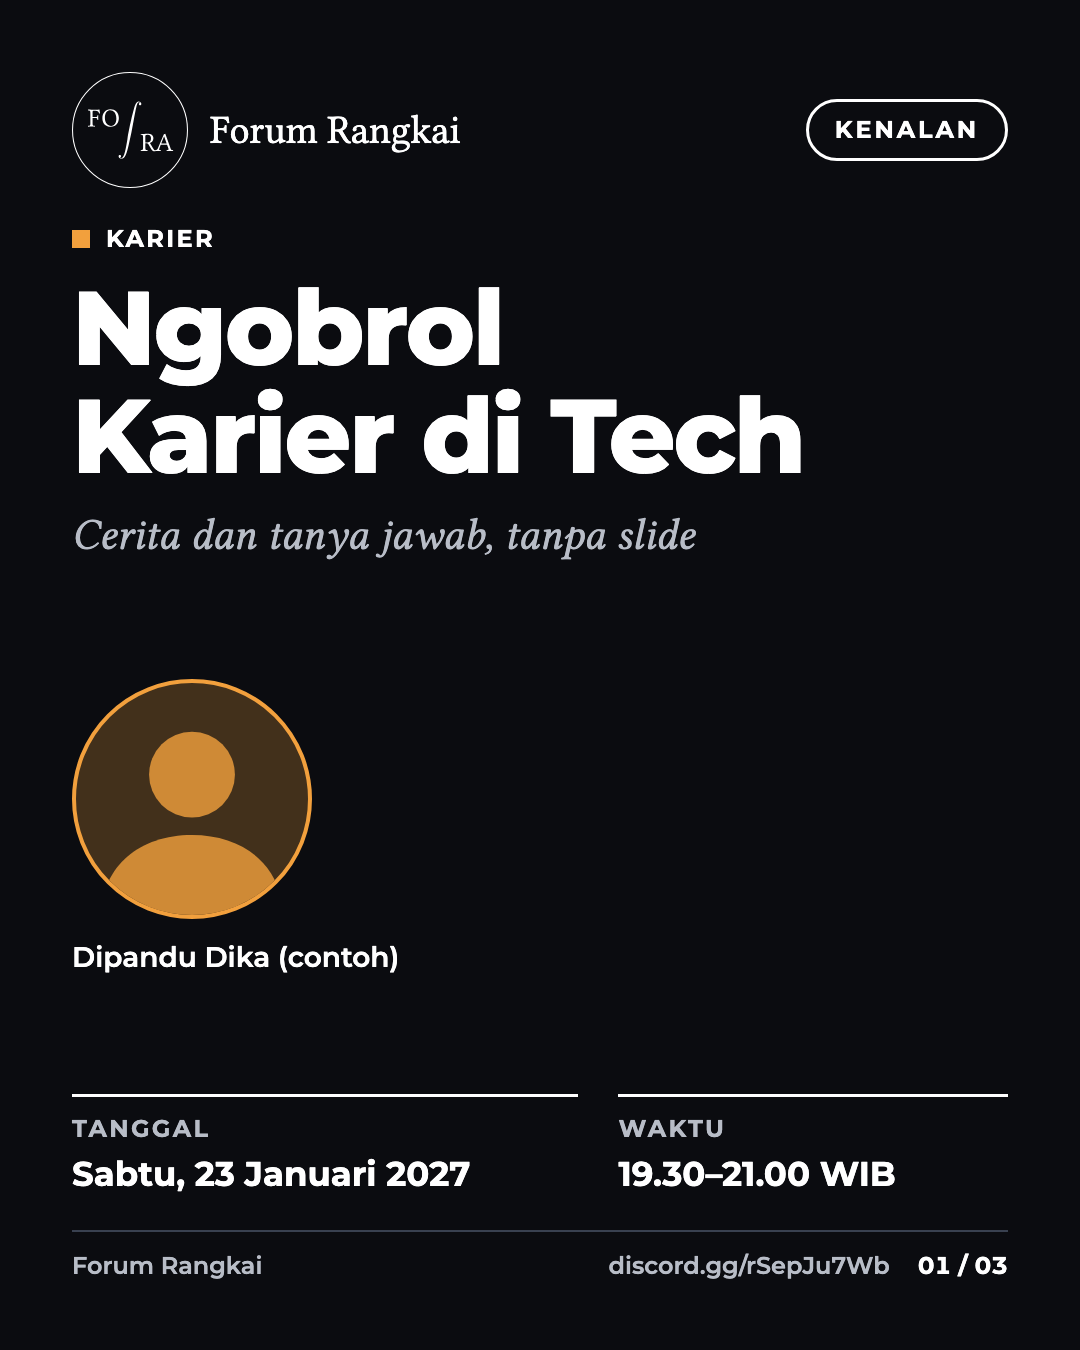 FO
RA
Forum Rangkai
KENALAN
KARIER
Ngobrol
Karier di Tech
Cerita dan tanya jawab, tanpa slide
Dipandu Dika (contoh)
TANGGAL
Sabtu, 23 Januari 2027
WAKTU
19.30–21.00 WIB
Forum Rangkai
discord.gg/rSepJu7Wb
01 / 03